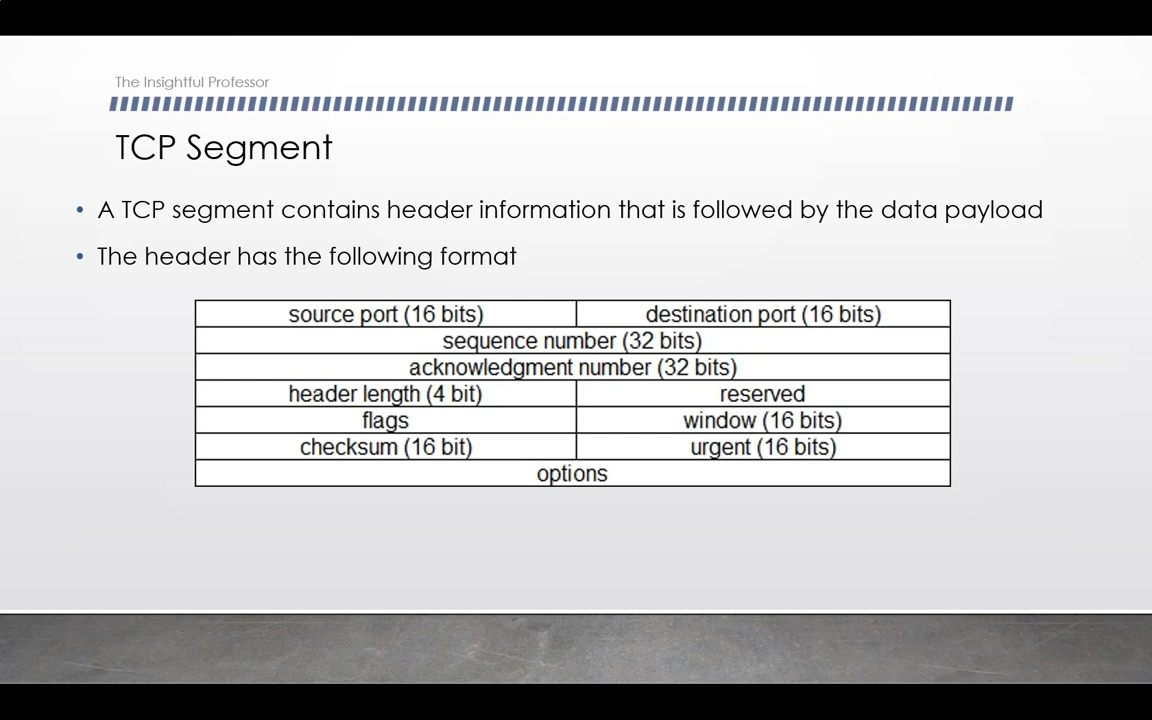 The Insightful Professor
TCP Segment
• A TCP segment contains header information that is followed by the data payload
• The header has the following format
source port (16 bits) destination port (16 bits)
sequence number (32 bits)
acknowledgment number (32 bits)
header length (4 bit) reserved
flags window (16 bits)
checksum (16 bit) urgent (16 bits)
options